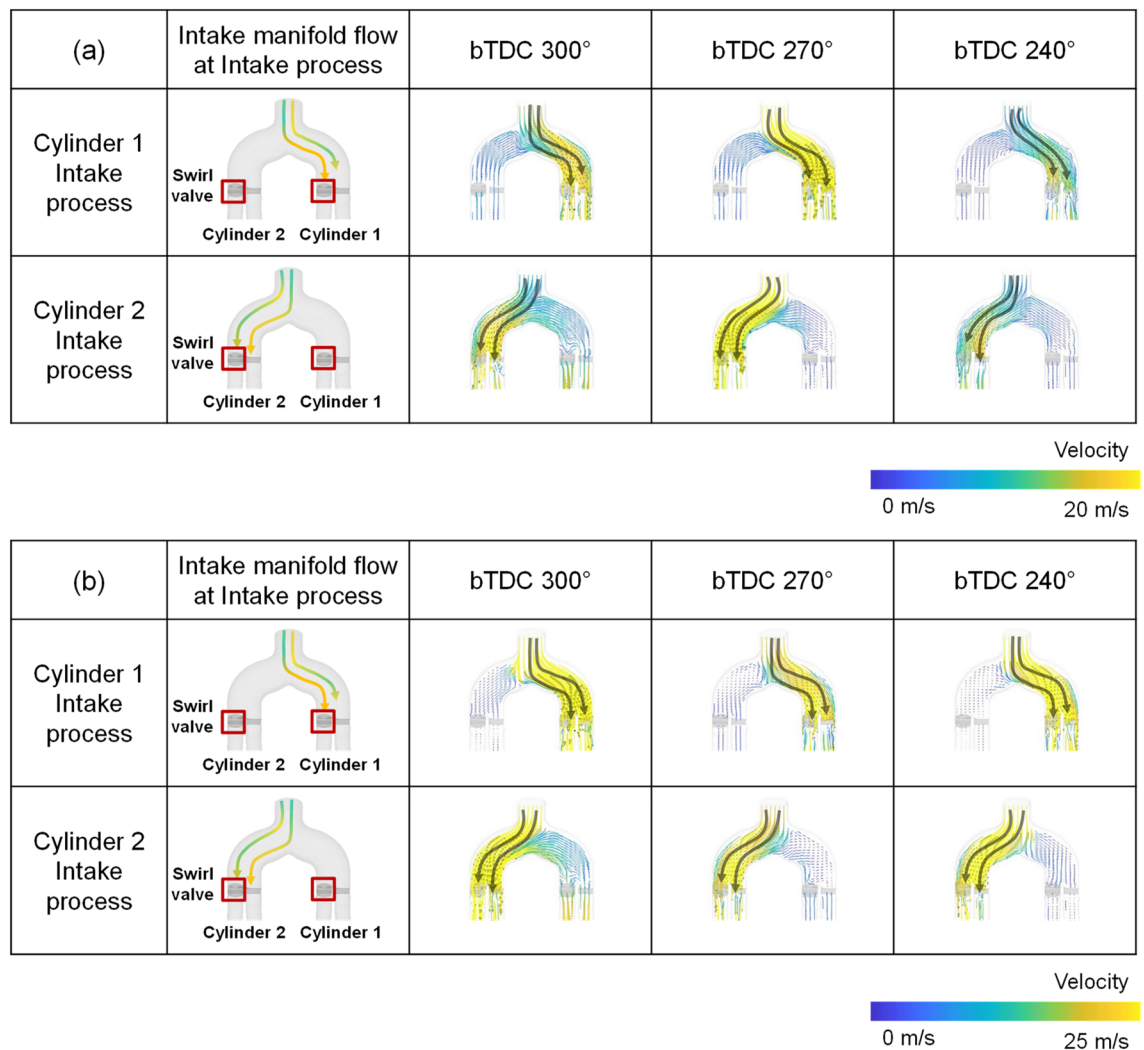 (a)
Intake manifold flow
at Intake process
bTDC 300°
bTDC 270°
bTDC 240°
Cylinder 1
Intake
process
Swirl
valve
Cylinder 2
Cylinder 1
Cylinder 2
Intake
process
Swirl
valve
Cylinder 2
Cylinder 1
Velocity
0 m/s
20 m/s
(b)
Intake manifold flow
at Intake process
bTDC 300°
bTDC 270°
bTDC 240°
Cylinder 1
Intake
process
Swirl
valve
Cylinder 2
Cylinder 1
Cylinder 2
Intake
process
Swirl
valve
Cylinder 2
Cylinder 1
Velocity
0 m/s
25 m/s